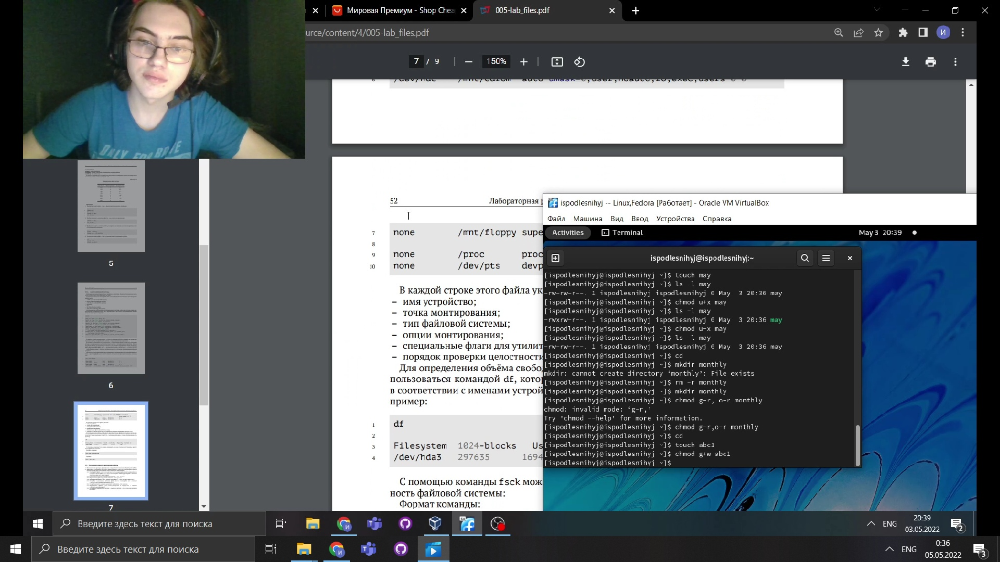 Мировая Премиум - Shop Chea
005-lab_files.pdf
urce/content/4/005-lab_files.pdf
И
7 / 9
150%
ONLY
5
6
7
52
Лабораторная р
7 none /mnt/floppy supe
8
9 none /proc proc
10 none /dev/pts devp
В каждой строке этого файла ук
– имя устройство;
– точка монтирования;
– тип файловой системы;
– опции монтирования;
– специальные флаги для утилит
– порядок проверки целостности
Для определения объёма свобо
пользоваться командой df, котор
в соответствии с именами устрой
пример:
1 df
2
3 Filesystem 1024-blocks Us
4 /dev/hda3 297635 1694
С помощью команды fsck мож
ность файловой системы:
Формат команды:
ispodlesnihyj -- Linux,Fedora [Работает] - Oracle VM VirtualBox
Файл Машина Вид Ввод Устройства Справка
Activities Terminal May 3 20:39
ispodlesnihyj@ispodlesnihyj:~
[ispodlesnihyj@ispodlesnihyj ~]$ touch may
[ispodlesnihyj@ispodlesnihyj ~]$ ls -l may
-rw-rw-r--. 1 ispodlesnihyj ispodlesnihyj 0 May 3 20:36 may
[ispodlesnihyj@ispodlesnihyj ~]$ chmod u+x may
[ispodlesnihyj@ispodlesnihyj ~]$ ls -l may
-rwxrw-r--. 1 ispodlesnihyj ispodlesnihyj 0 May 3 20:36 may
[ispodlesnihyj@ispodlesnihyj ~]$ chmod u-x may
[ispodlesnihyj@ispodlesnihyj ~]$ ls -l may
-rw-rw-r--. 1 ispodlesnihyj ispodlesnihyj 0 May 3 20:36 may
[ispodlesnihyj@ispodlesnihyj ~]$ cd
[ispodlesnihyj@ispodlesnihyj ~]$ mkdir monthly
mkdir: cannot create directory ‘monthly’: File exists
[ispodlesnihyj@ispodlesnihyj ~]$ rm -r monthly
[ispodlesnihyj@ispodlesnihyj ~]$ mkdir monthly
[ispodlesnihyj@ispodlesnihyj ~]$ chmod g-r, o-r monthly
chmod: invalid mode: ‘g-r,’
Try 'chmod --help' for more information.
[ispodlesnihyj@ispodlesnihyj ~]$ chmod g-r,o-r monthly
[ispodlesnihyj@ispodlesnihyj ~]$ cd
[ispodlesnihyj@ispodlesnihyj ~]$ touch abc1
[ispodlesnihyj@ispodlesnihyj ~]$ chmod g+w abc1
[ispodlesnihyj@ispodlesnihyj ~]$
Введите здесь текст для поиска
64
ENG
20:39
03.05.2022
2
Введите здесь текст для поиска
ENG
0:36
05.05.2022
3